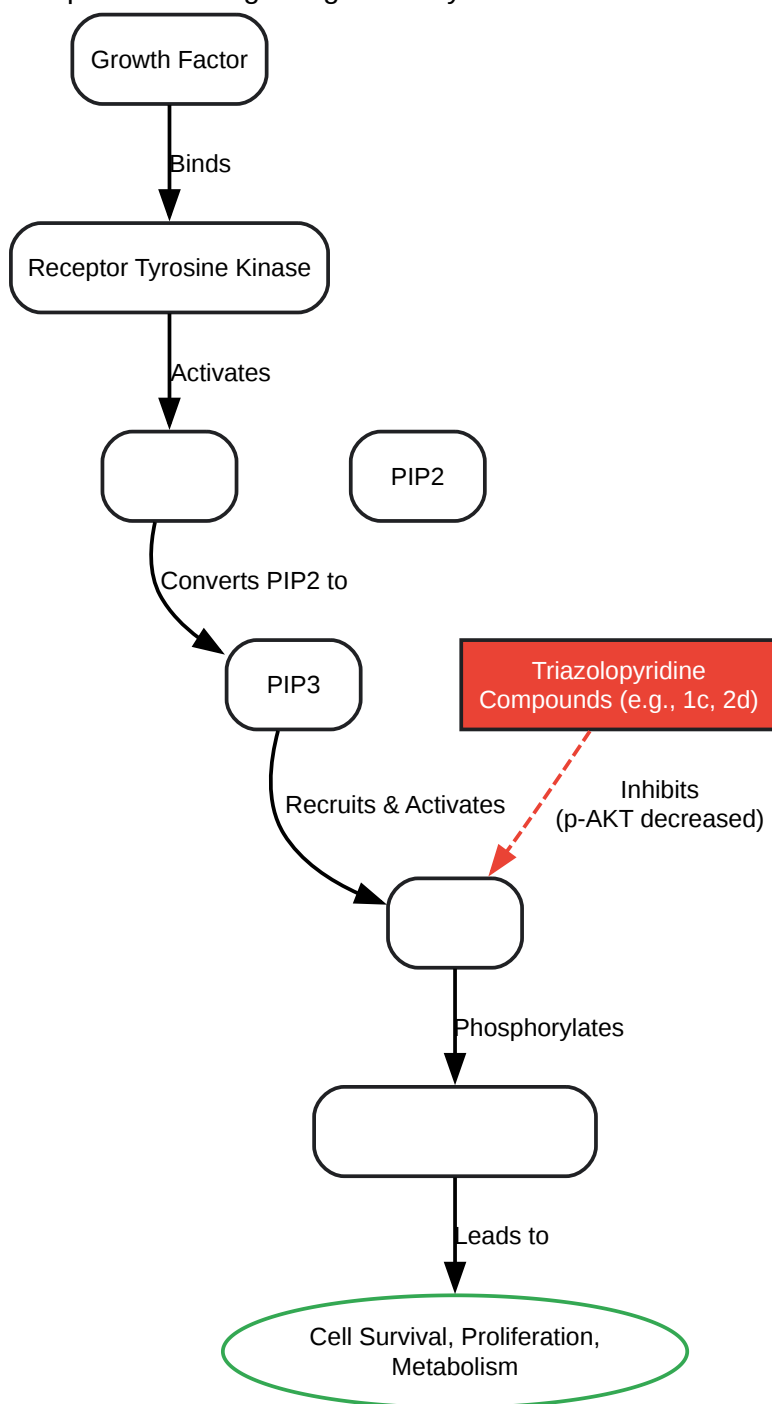 Growth Factor
Binds
Receptor Tyrosine Kinase
Activates
PIP2
Converts PIP2 to
PIP3
Triazolopyridine
Compounds (e.g., 1c, 2d)
Recruits & Activates
Inhibits
(p-AKT decreased)
Phosphorylates
Leads to
Cell Survival, Proliferation,
Metabolism